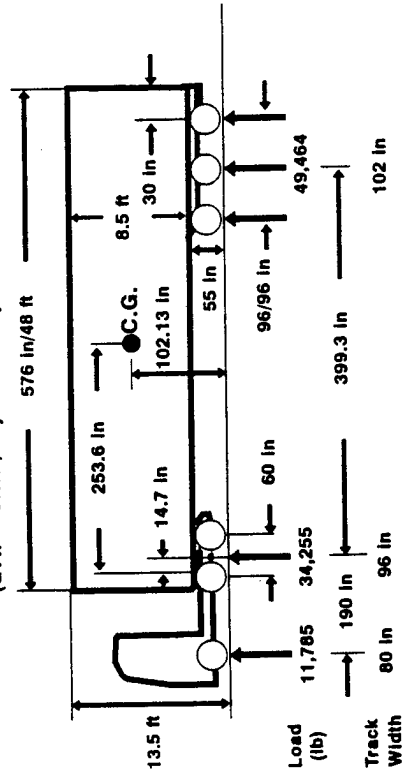 576 in/48 ft
253.6 in
8.5 ft
30 in
14.7 in
C.G.
102.13 in
55 in
13.5 ft
60 in
96/96 in
Load (lb)
11,785
34,255
49,464
190 in
399.3 in
Track Width
80 in
96 in
102 in